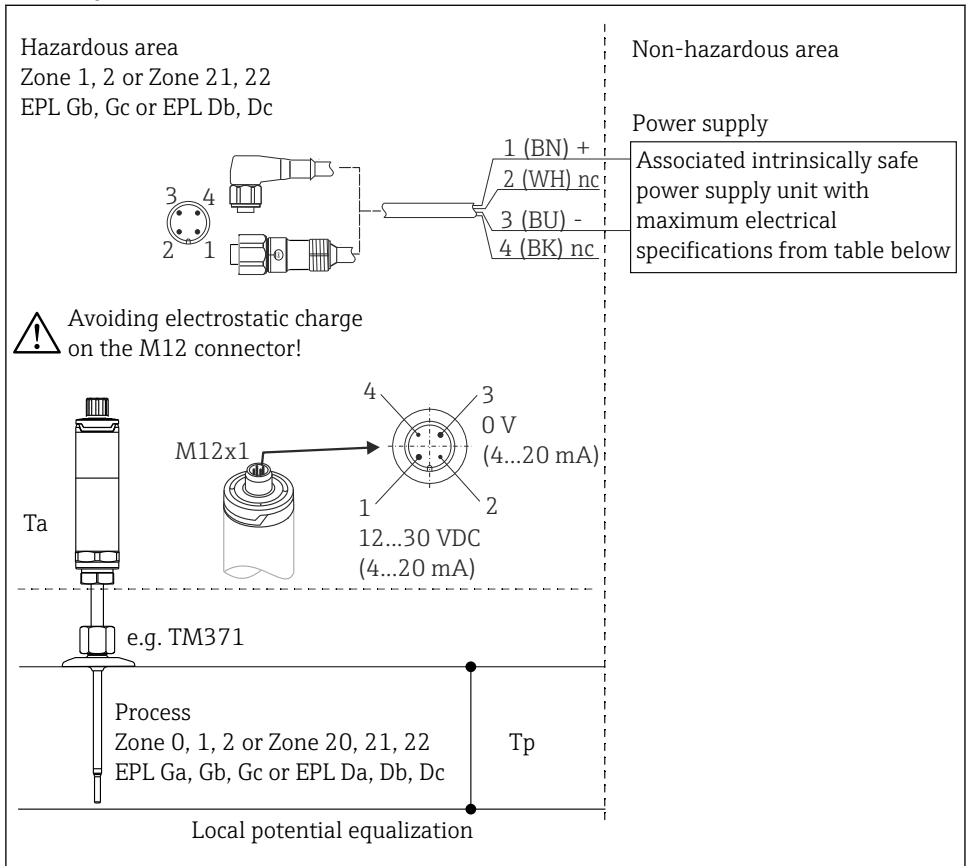 Hazardous area
Zone 1, 2 or Zone 21, 22
EPL Gb, Gc or EPL Db, Dc
Non-hazardous area
Power supply
Associated intrinsically safe
power supply unit with
maximum electrical
specifications from table below
1 (BN) +
2 (WH) nc
3 (BU) -
4 (BK) nc
3 4
2 1
Avoiding electrostatic charge
on the M12 connector!
M12x1
4
3
0 V
(4...20 mA)
1
2
12...30 VDC
(4...20 mA)
Ta
e.g. TM371
Process
Zone 0, 1, 2 or Zone 20, 21, 22
EPL Ga, Gb, Gc or EPL Da, Db, Dc
Tp
Local potential equalization